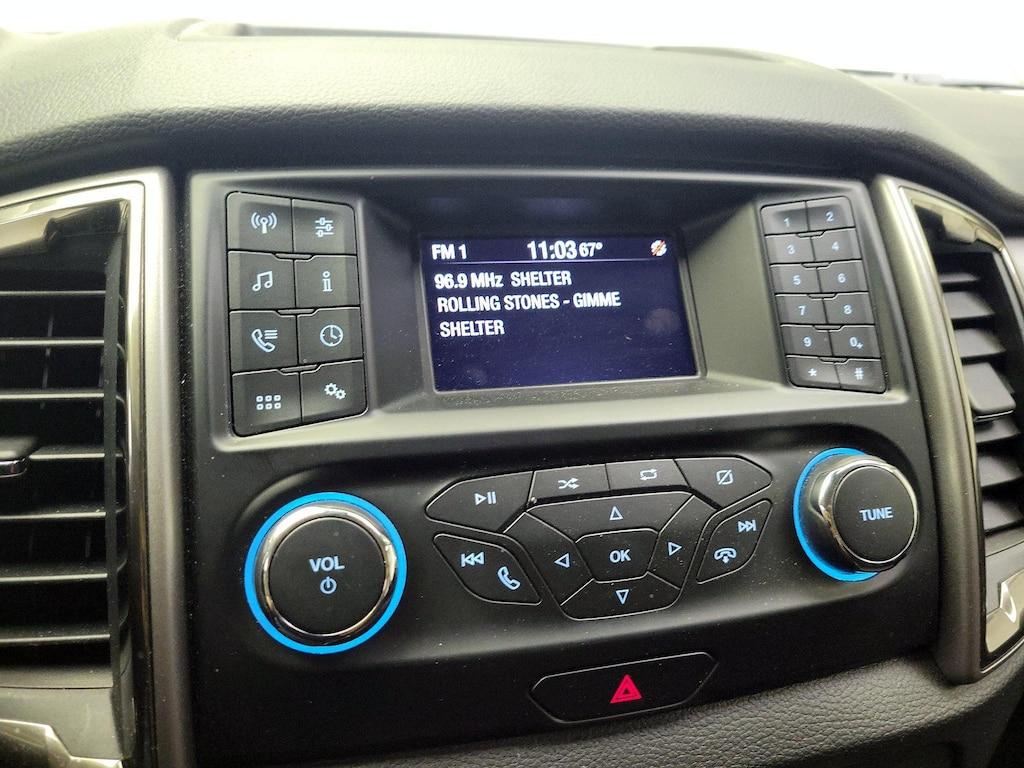 FM 1 11:03 67°
96.9 MHz SHELTER
ROLLING STONES - GIMME
SHELTER
1 2
3 4
5 6
7 8
9 0+
* #
VOL
OK
TUNE